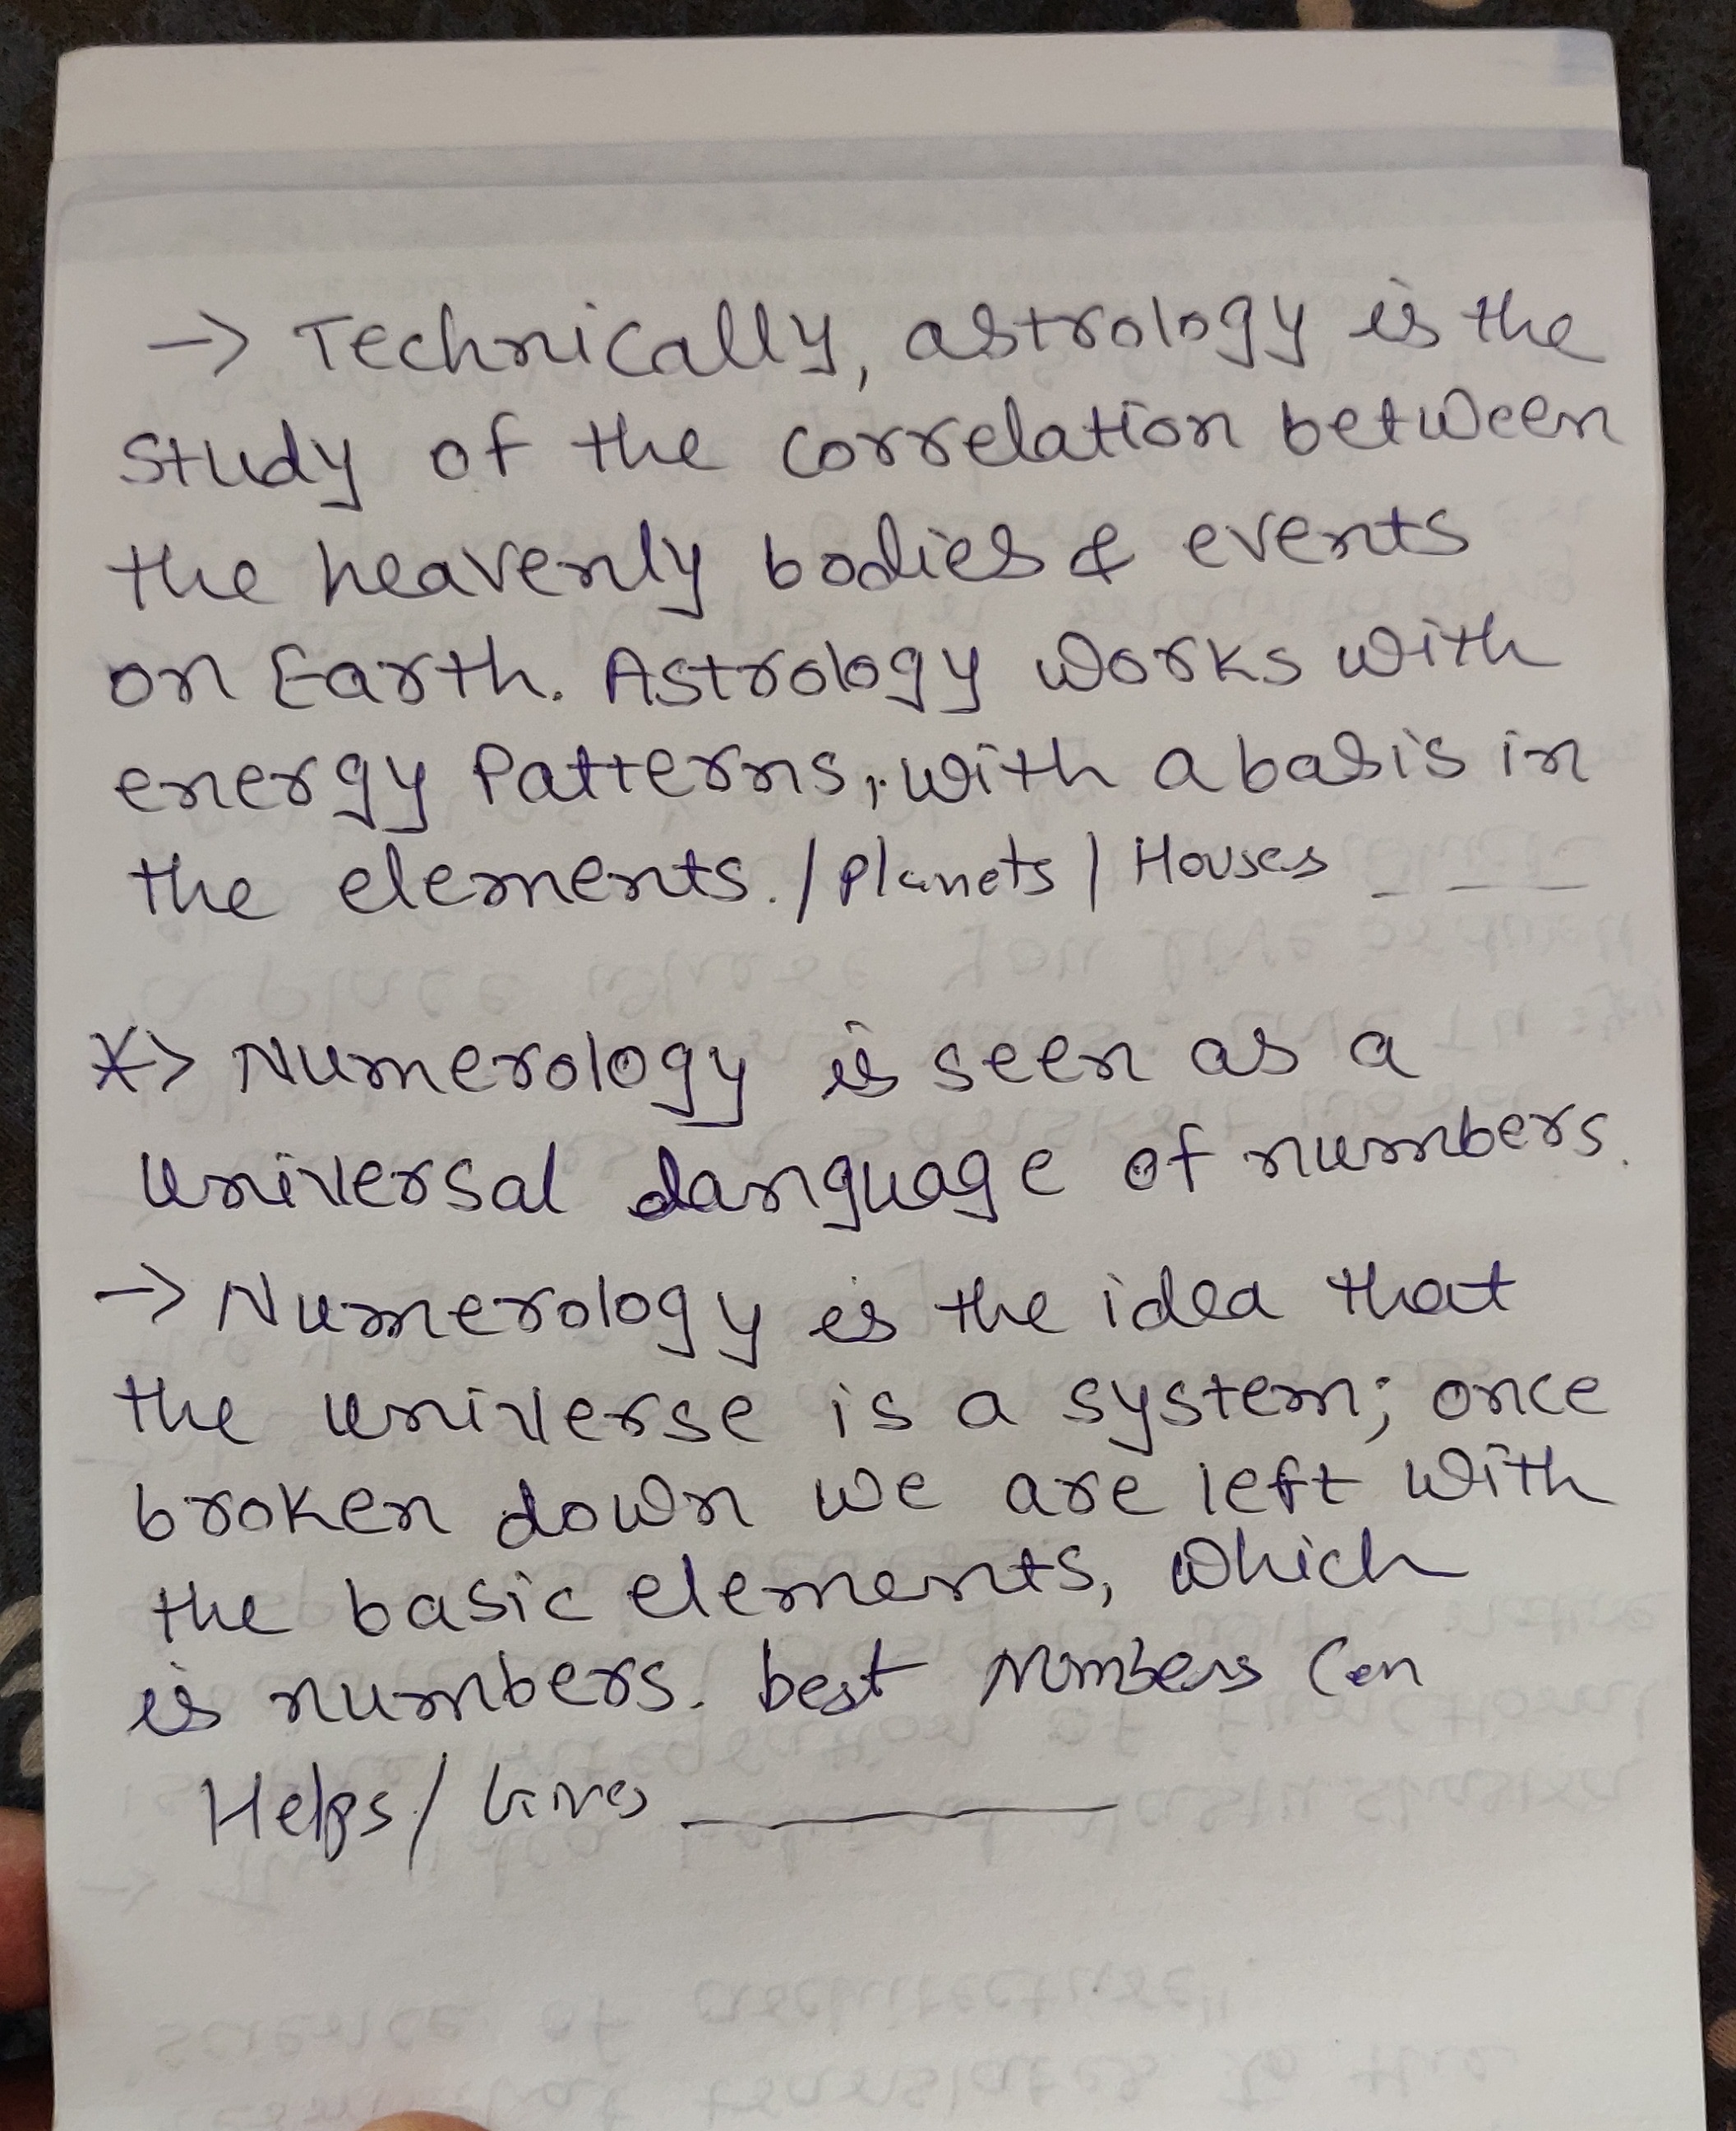 -> Technically, astrology is the
study of the correlation between
the heavenly bodies & events
on Earth. Astrology works with
energy Patterns, with a basis in
the elements. / Planets / Houses _ _ _ _
*> Numerology is seen as a
universal language of numbers.
-> Numerology is the idea that
the universe is a system; once
broken down we are left with
the basic elements, which
is numbers. best Numbers Can
Helps / Gives ________